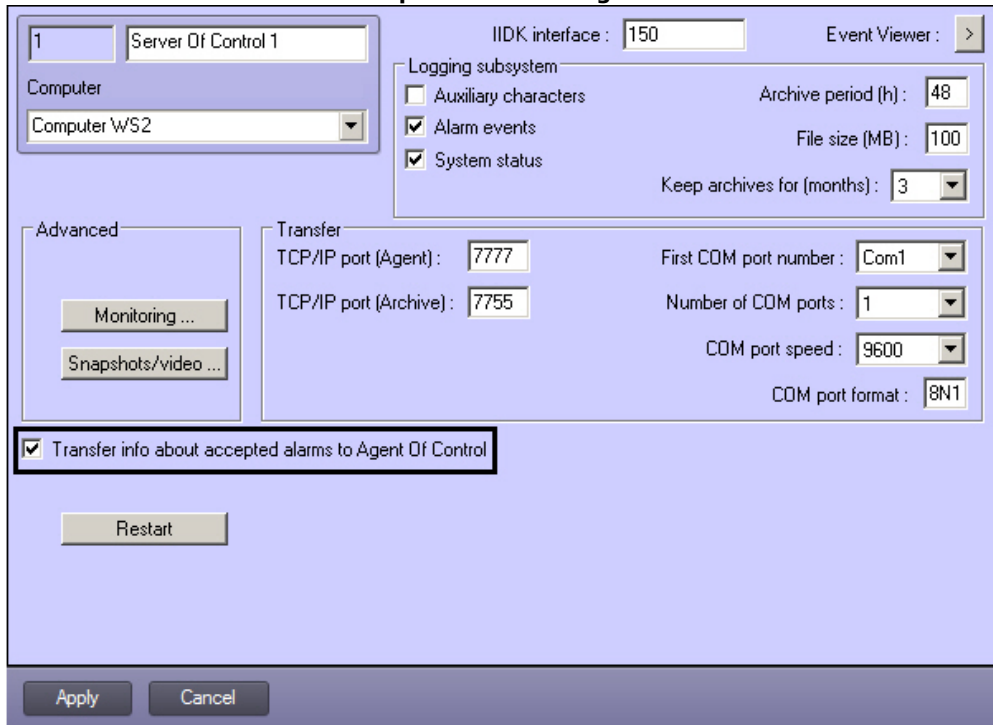 1
Server Of Control 1
IIDK interface :
150
Event Viewer :
>
Computer
Computer WS2
Logging subsystem
Auxiliary characters
Archive period (h) :
48
Alarm events
File size (MB) :
100
System status
Keep archives for (months) :
3
Advanced
Monitoring ...
Snapshots/video ...
Transfer
TCP/IP port (Agent) :
7777
First COM port number :
Com1
TCP/IP port (Archive) :
7755
Number of COM ports :
1
COM port speed :
9600
COM port format :
8N1
Transfer info about accepted alarms to Agent Of Control
Restart
Apply
Cancel